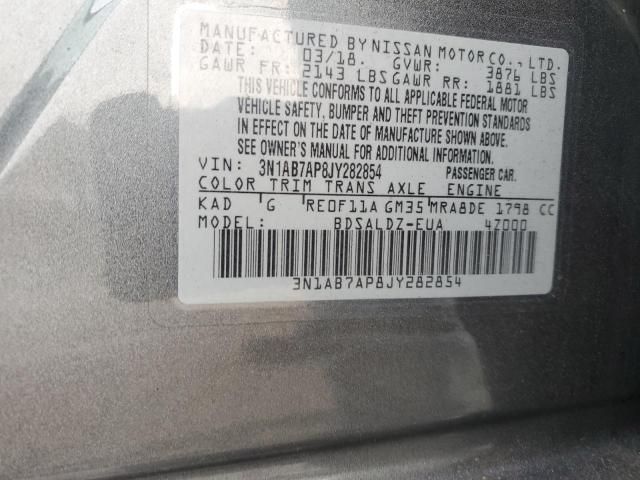 MANUFACTURED BY NISSAN MOTOR CO., LTD.
DATE: 03/18. GVWR: 3876 LBS
GAWR FR: 2143 LBS GAWR RR: 1881 LBS
THIS VEHICLE CONFORMS TO ALL APPLICABLE FEDERAL MOTOR
VEHICLE SAFETY, BUMPER AND THEFT PREVENTION STANDARDS
IN EFFECT ON THE DATE OF MANUFACTURE SHOWN ABOVE.
SEE OWNER'S MANUAL FOR ADDITIONAL INFORMATION.
VIN: 3N1AB7AP8JY282854 PASSENGER CAR.
COLOR TRIM TRANS AXLE ENGINE
KAD G RE0F11A GM35 MRA8DE 1798 CC
MODEL: BDSALDZ-EUA 4Z000
3N1AB7AP8JY282854